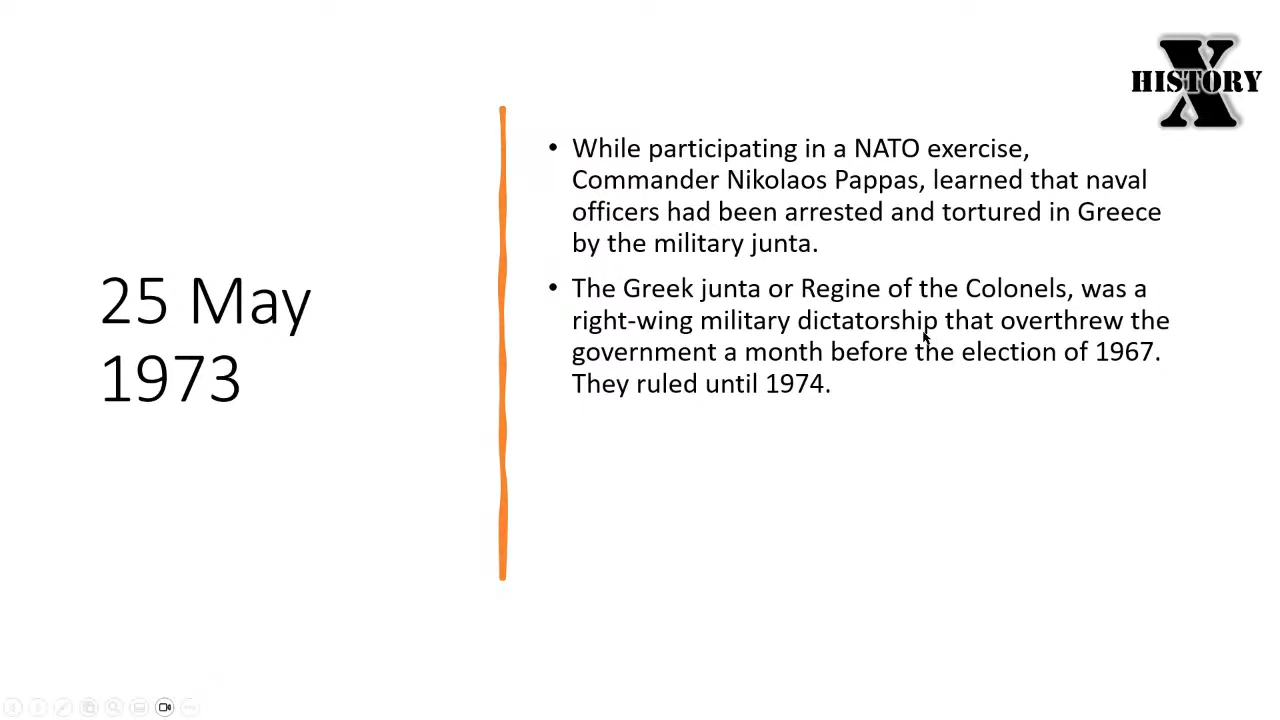 HISTORY
X
25 May
1973
• While participating in a NATO exercise,
Commander Nikolaos Pappas, learned that naval
officers had been arrested and tortured in Greece
by the military junta.
• The Greek junta or Regine of the Colonels, was a
right-wing military dictatorship that overthrew the
government a month before the election of 1967.
They ruled until 1974.